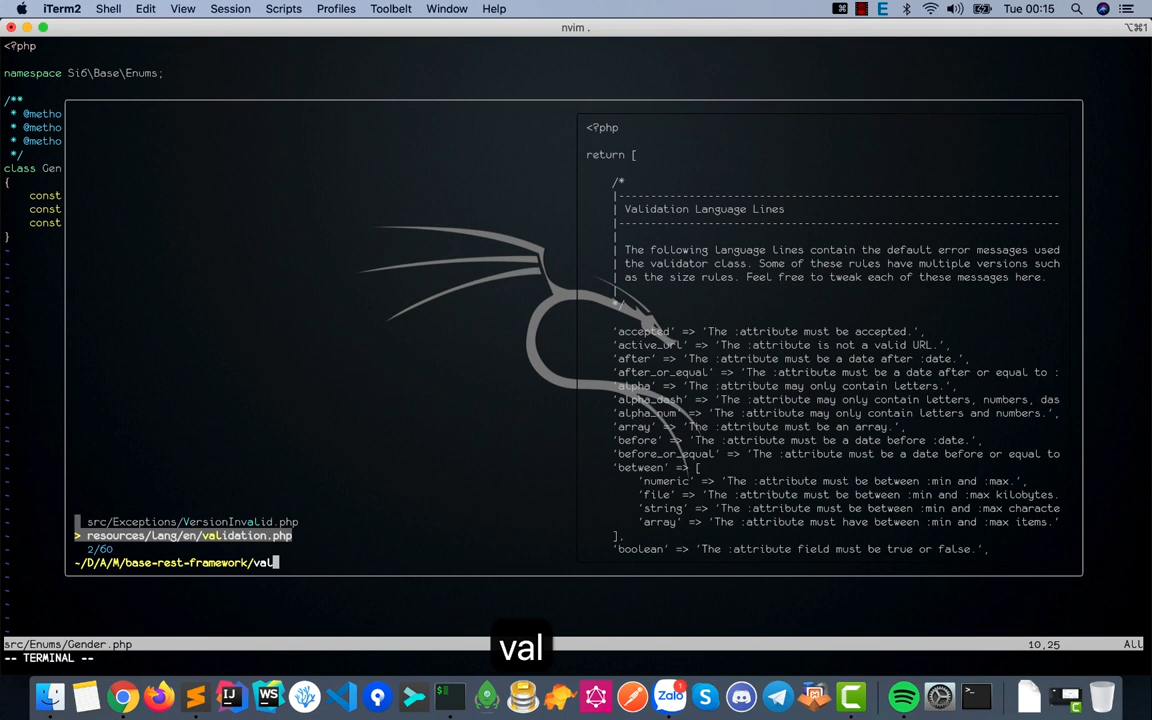 iTerm2 Shell Edit View Session Scripts Profiles Toolbelt Window Help Tue 00:15
nvim . ⌥⌘1
<?php
namespace Si6\Base\Enums;
/**
* @metho
* @metho
* @metho
*/
class Gen
{
const
const
const
}
<?php
return [
/*
|--------------------------------------------------------------------
| Validation Language Lines
|--------------------------------------------------------------------
|
| The following language lines contain the default error messages used
| the validator class. Some of these rules have multiple versions such
| as the size rules. Feel free to tweak each of these messages here.
|
*/
'accepted' => 'The :attribute must be accepted.',
'active_url' => 'The :attribute is not a valid URL.',
'after' => 'The :attribute must be a date after :date.',
'after_or_equal' => 'The :attribute must be a date after or equal to :
'alpha' => 'The :attribute may only contain letters.',
'alpha_dash' => 'The :attribute may only contain letters, numbers, das
'alpha_num' => 'The :attribute may only contain letters and numbers.',
'array' => 'The :attribute must be an array.',
'before' => 'The :attribute must be a date before :date.',
'before_or_equal' => 'The :attribute must be a date before or equal to
'between' => [
'numeric' => 'The :attribute must be between :min and :max.',
'file' => 'The :attribute must be between :min and :max kilobytes.
'string' => 'The :attribute must be between :min and :max characte
'array' => 'The :attribute must have between :min and :max items.'
],
'boolean' => 'The :attribute field must be true or false.',
src/Exceptions/VersionInvalid.php
> resources/lang/en/validation.php
2/60
~/D/A/M/base-rest-framework/val
src/Enums/Gender.php 10,25 All
-- TERMINAL --
val